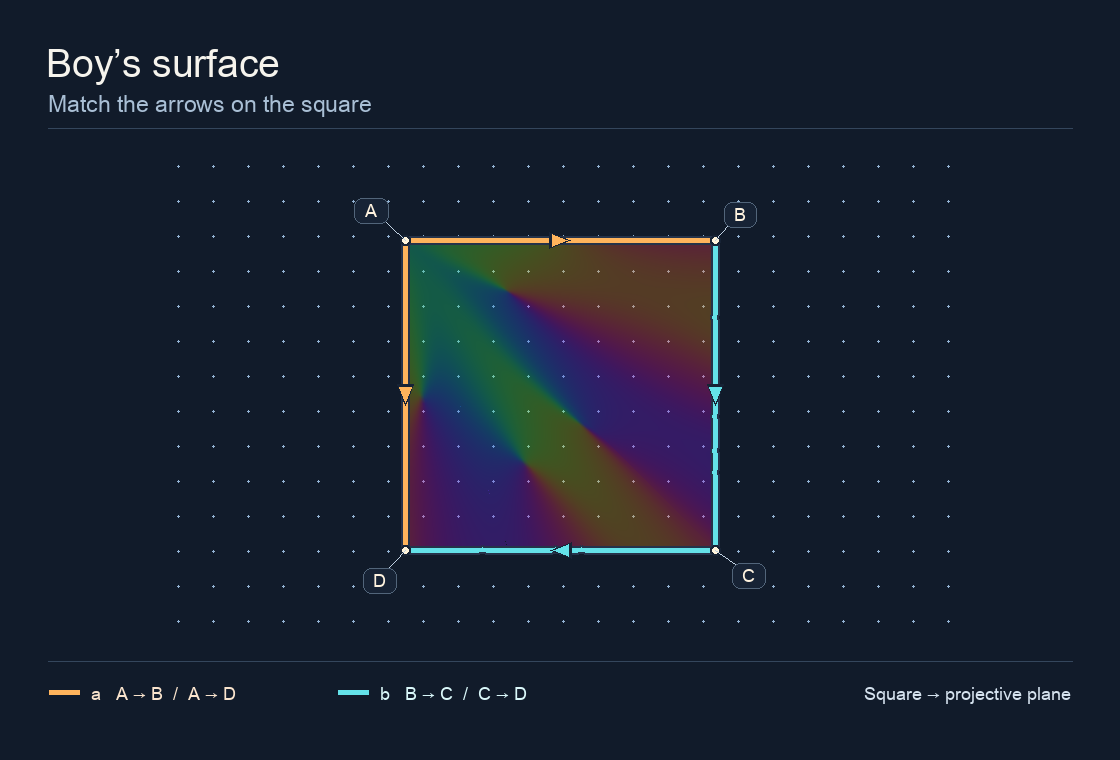 Boy’s surface
Match the arrows on the square
A
B
D
C
a A→B / A→D
b B→C / C→D
Square→projective plane